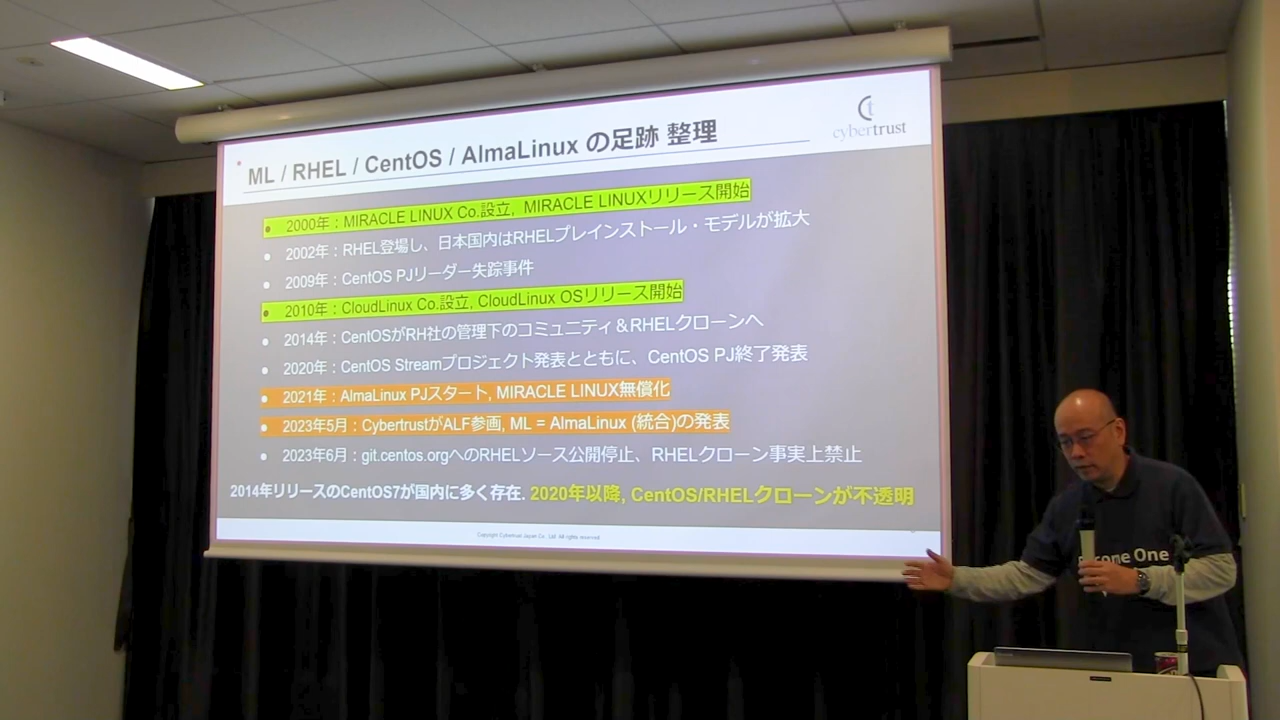 cybertrust
ML / RHEL / CentOS / AlmaLinux の足跡 整理
2000年：MIRACLE LINUX Co.設立, MIRACLE LINUXリリース開始
2002年：RHEL登場し、日本国内はRHELプレインストール・モデルが拡大
2009年：CentOS PJリーダー失踪事件
2010年：CloudLinux Co.設立, CloudLinux OSリリース開始
2014年：CentOSがRH社の管理下のコミュニティ＆RHELクローンへ
2020年：CentOS Streamプロジェクト発表とともに、CentOS PJ終了発表
2021年：AlmaLinux PJスタート, MIRACLE LINUX無償化
2023年5月：CybertrustがALF参画, ML = AlmaLinux (統合)の発表
2023年6月：git.centos.orgへのRHELソース公開停止、RHELクローン事実上禁止
2014年リリースのCentOS7が国内に多く存在. 2020年以降, CentOS/RHELクローンが不透明
Copyright Cybertrust Japan Co., Ltd. All rights reserved.
One